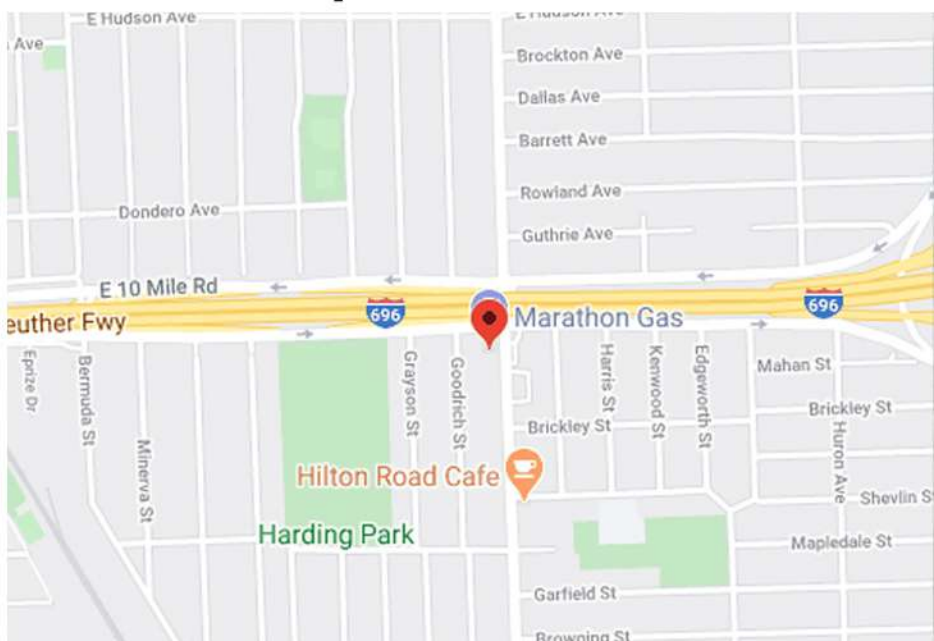 E Hudson Ave
E Hudson Ave
Ave
Brockton Ave
Dallas Ave
Barrett Ave
Rowland Ave
Dondero Ave
Guthrie Ave
E 10 Mile Rd
696
696
euther Fwy
Marathon Gas
Eprize Dr
Bermuda St
Minerva St
Grayson St
Goodrich St
Harris St
Kenwood St
Edgeworth St
Mahan St
Brickley St
Brickley St
Huron Ave
Hilton Road Cafe
Shevlin S
Harding Park
Mapledale St
Garfield St
Browning St